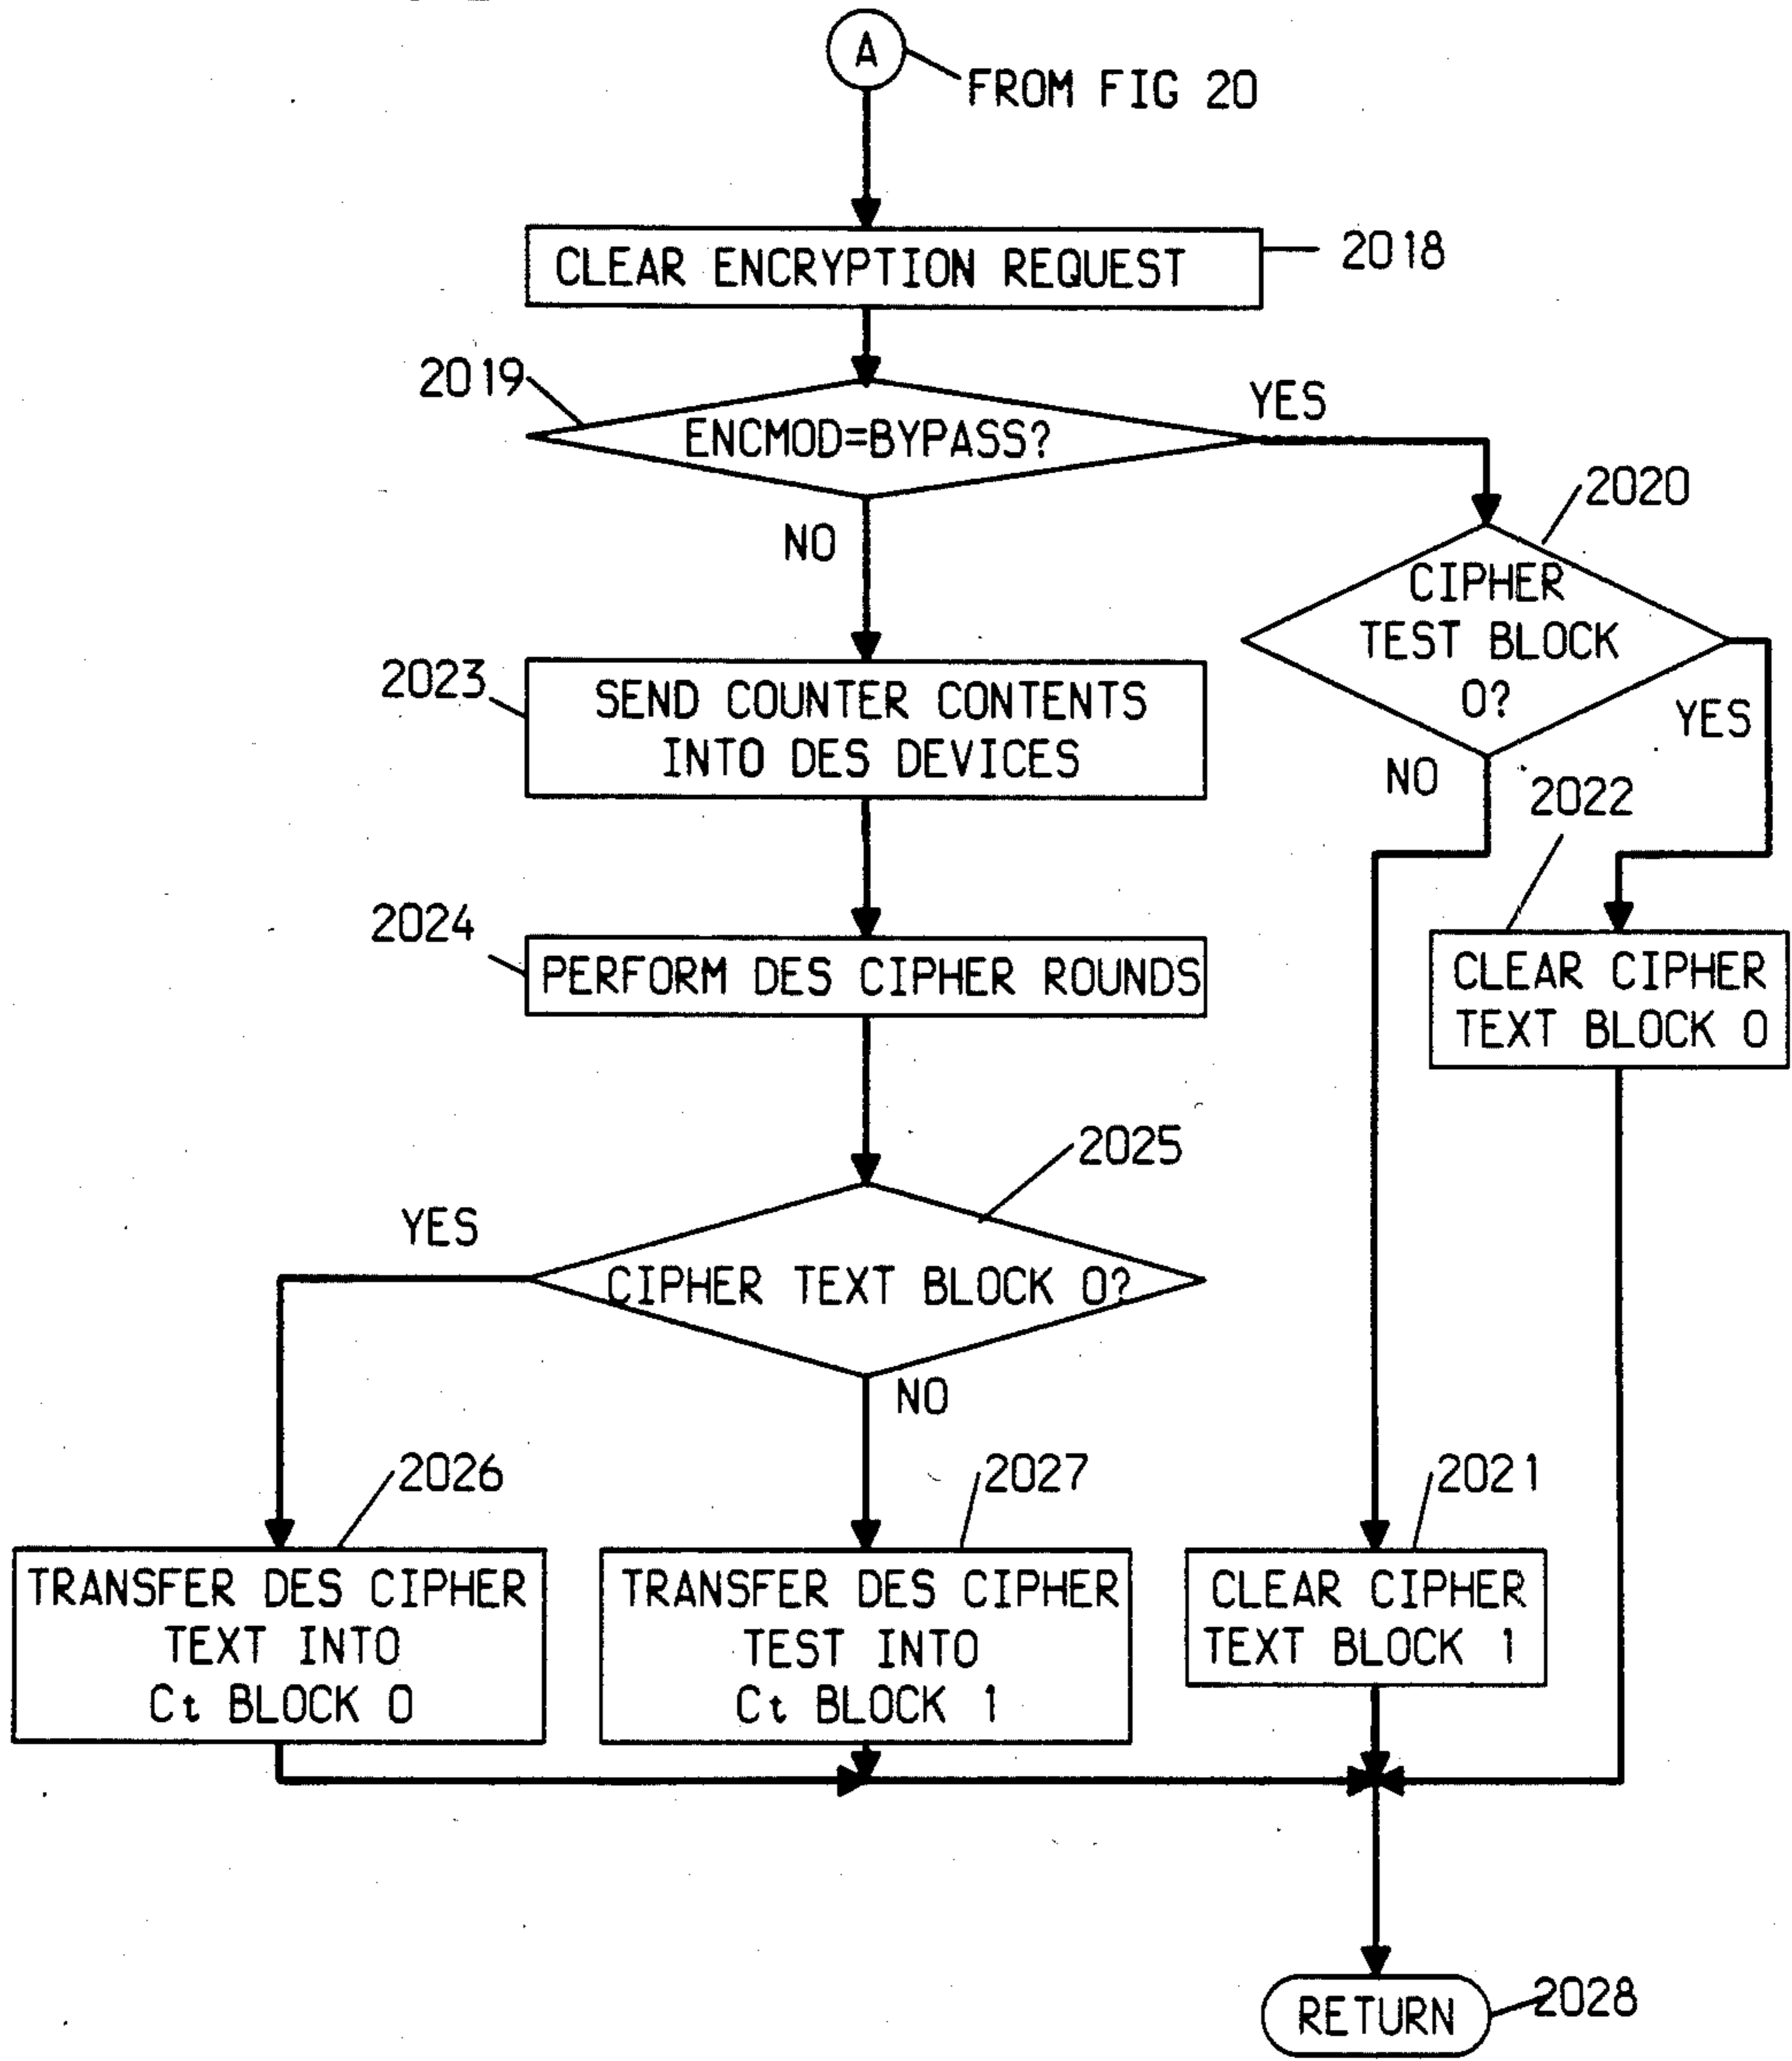 A
FROM FIG 20
CLEAR ENCRYPTION REQUEST
2018
2019
ENCMOD=BYPASS?
YES
NO
2020
CIPHER
TEST BLOCK
0?
YES
NO
2023
SEND COUNTER CONTENTS
INTO DES DEVICES
2022
CLEAR CIPHER
TEXT BLOCK 0
2024
PERFORM DES CIPHER ROUNDS
2025
YES
CIPHER TEXT BLOCK 0?
NO
2026
TRANSFER DES CIPHER
TEXT INTO
Ct BLOCK 0
2027
TRANSFER DES CIPHER
TEST INTO
Ct BLOCK 1
2021
CLEAR CIPHER
TEXT BLOCK 1
RETURN
2028